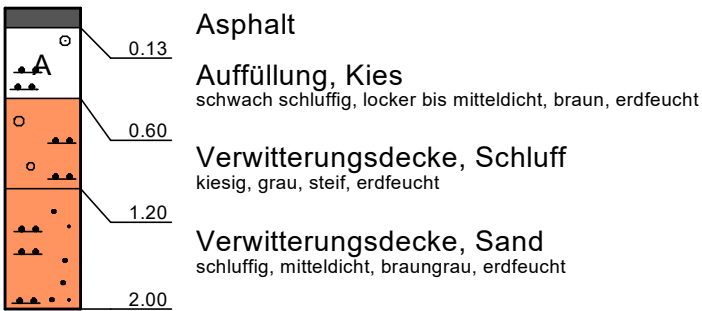 Asphalt
0.13
A
Auffüllung, Kies
schwach schluffig, locker bis mitteldicht, braun, erdfeucht
0.60
Verwitterungsdecke, Schluff
kiesig, grau, steif, erdfeucht
1.20
Verwitterungsdecke, Sand
schluffig, mitteldicht, braungrau, erdfeucht
2.00